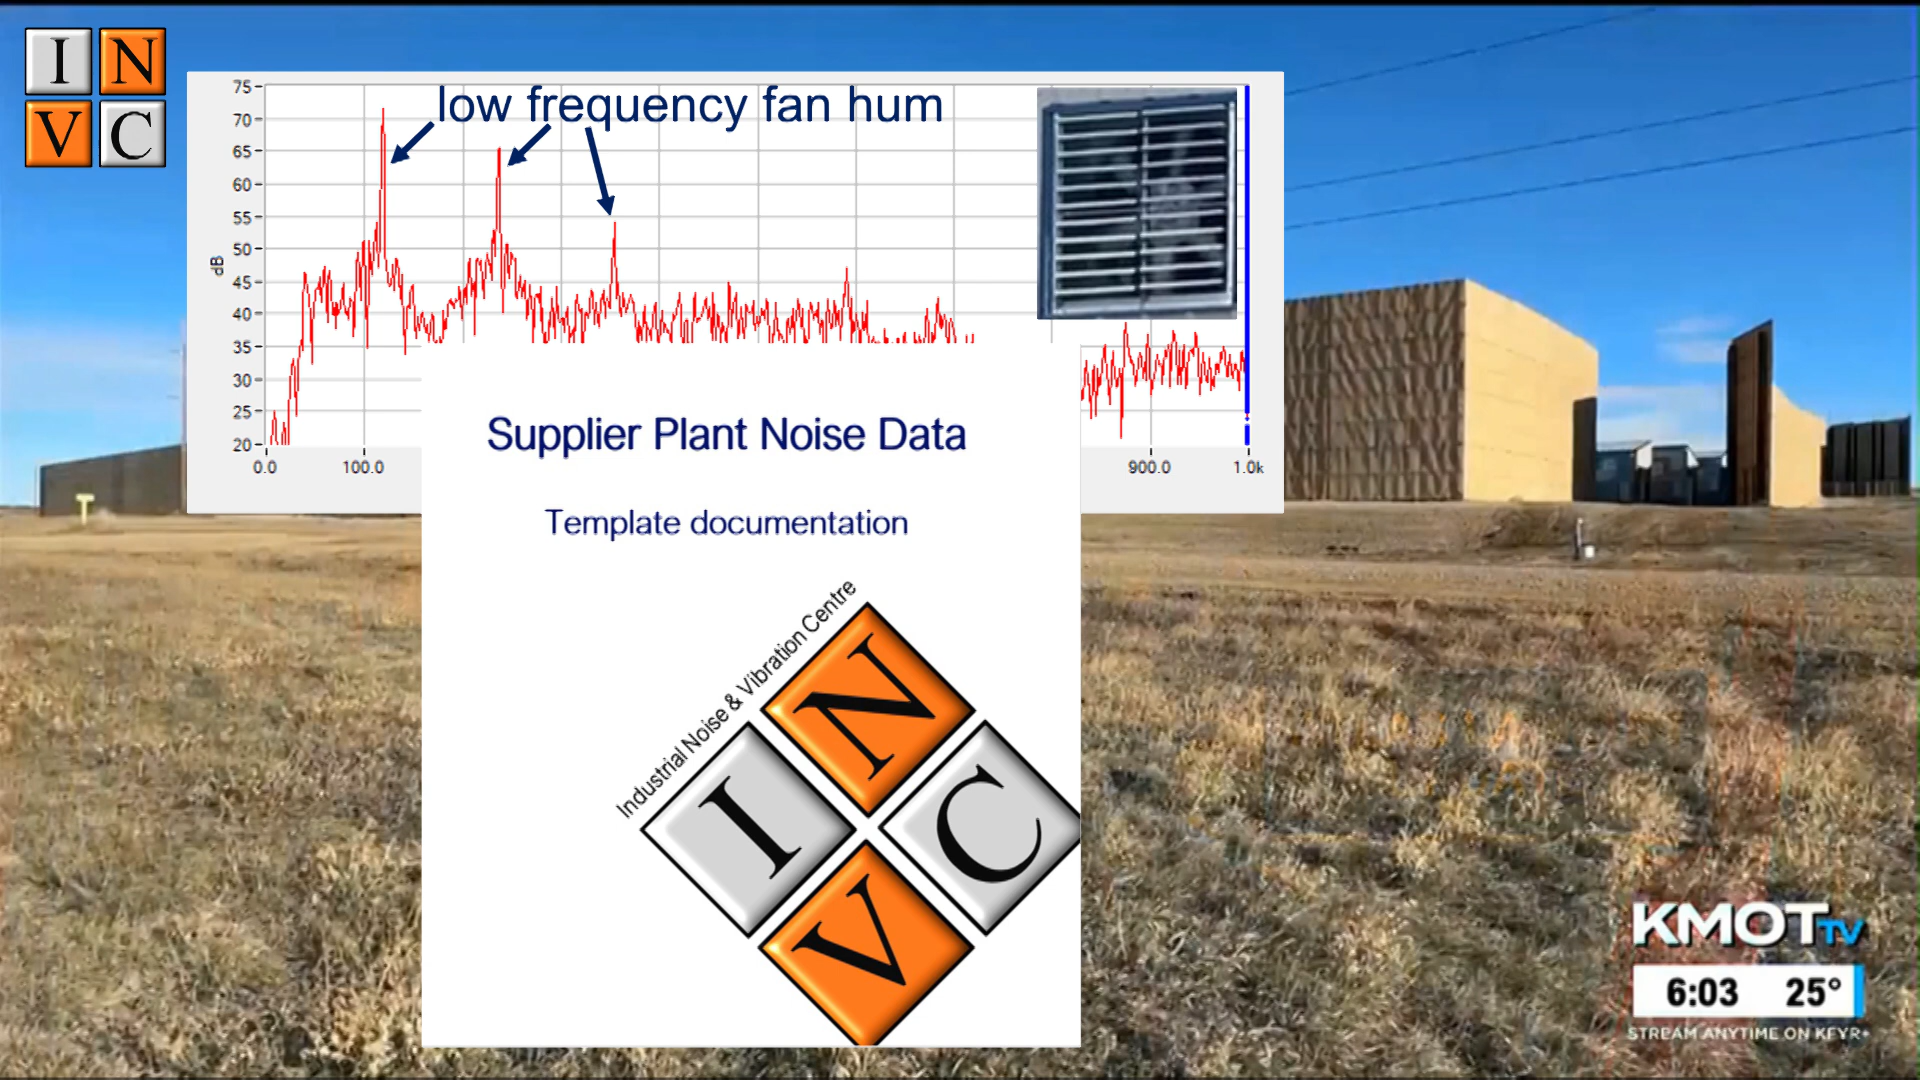 I N
V C
low frequency fan hum
75
70
65
60
55
50
45
40
35
30
25
20
dB
0.0 100.0 900.0 1.0k
Supplier Plant Noise Data
Template documentation
Industrial Noise & Vibration Centre
I N
V C
KMOT TV
6:03 25°
STREAM ANYTIME ON KFYR+